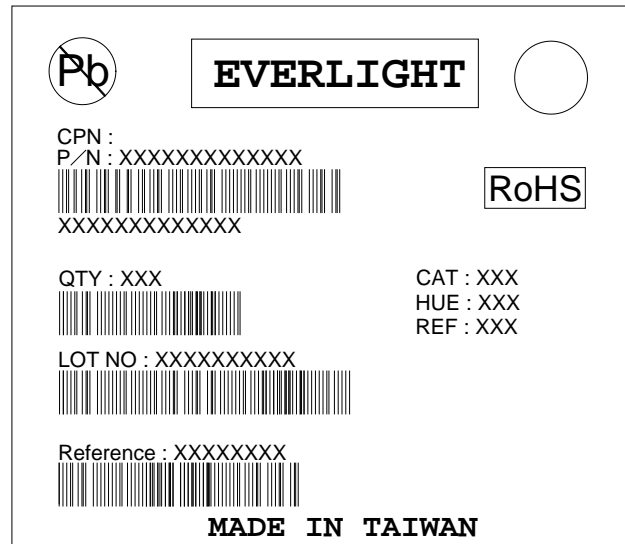 Pb
EVERLIGHT
CPN :
P/N : XXXXXXXXXXXXX
RoHS
XXXXXXXXXXXXX
QTY : XXX
CAT : XXX
HUE : XXX
REF : XXX
LOT NO : XXXXXXXXXX
Reference : XXXXXXXX
MADE IN TAIWAN